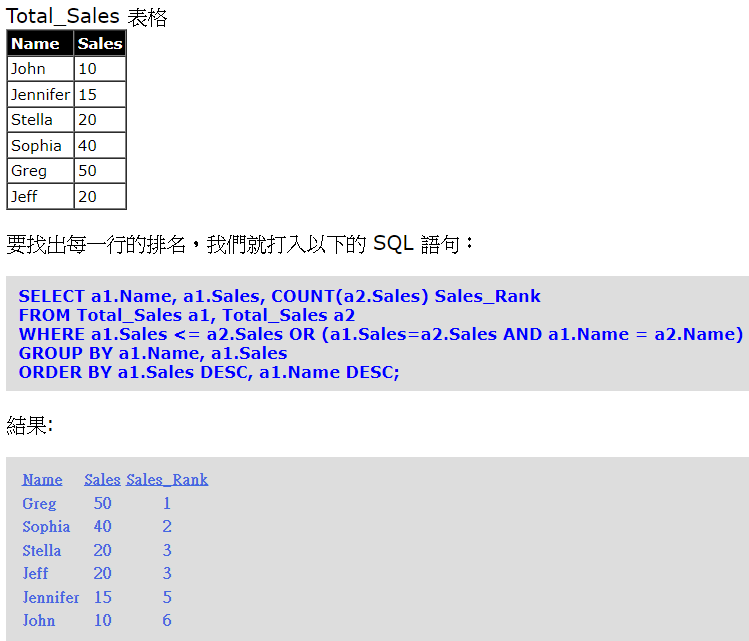 Total_Sales 表格
Name Sales
John 10
Jennifer 15
Stella 20
Sophia 40
Greg 50
Jeff 20
要找出每一行的排名，我們就打入以下的 SQL 語句：
SELECT a1.Name, a1.Sales, COUNT(a2.Sales) Sales_Rank
FROM Total_Sales a1, Total_Sales a2
WHERE a1.Sales <= a2.Sales OR (a1.Sales=a2.Sales AND a1.Name = a2.Name)
GROUP BY a1.Name, a1.Sales
ORDER BY a1.Sales DESC, a1.Name DESC;
結果:
Name Sales Sales_Rank
Greg 50 1
Sophia 40 2
Stella 20 3
Jeff 20 3
Jennifer 15 5
John 10 6